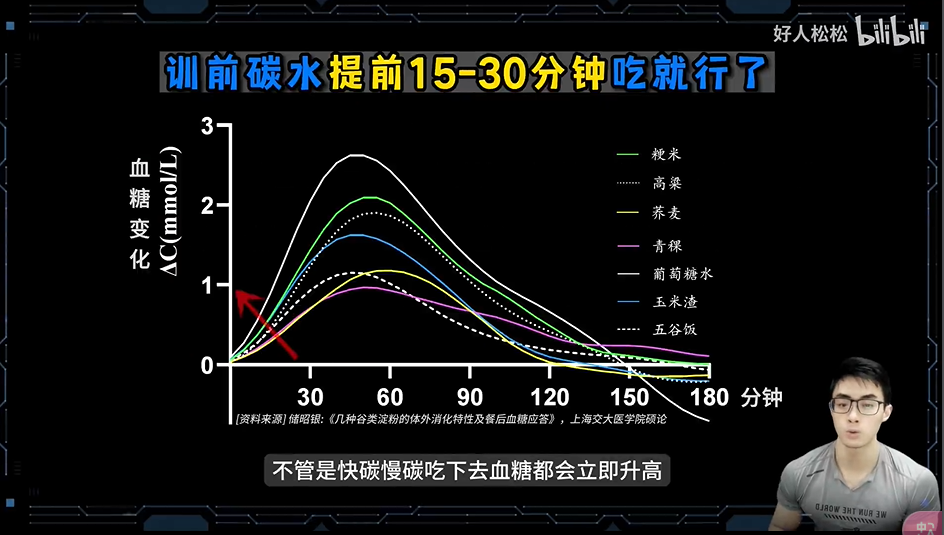 好人松松 bilibili
训前碳水提前15-30分钟吃就行了
血糖变化
ΔC(mmol/L)
3
2
1
0
30 60 90 120 150 180 分钟
粳米
高粱
荞麦
青稞
葡萄糖水
玉米渣
五谷饭
[资料来源] 储昭银:《几种谷类淀粉的体外消化特性及餐后血糖应答》，上海交大医学院硕论
不管是快碳慢碳吃下去血糖都会立即升高
WE RUN THE WORLD
中